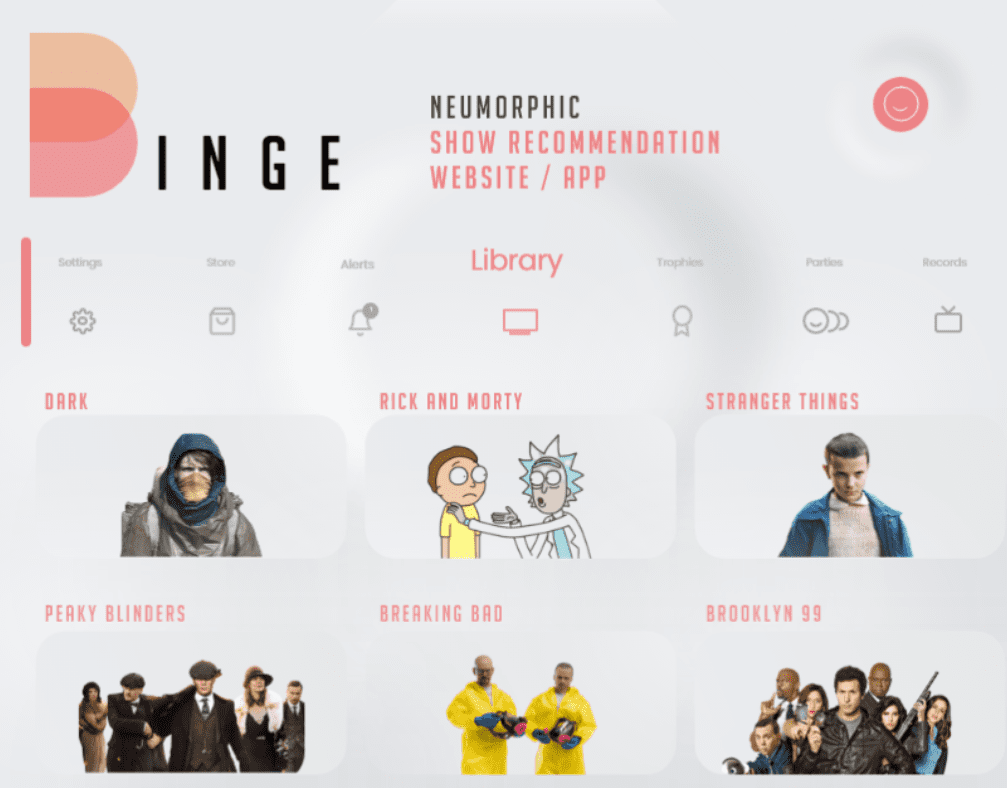 BINGE
NEUMORPHIC
SHOW RECOMMENDATION
WEBSITE / APP
Settings
Store
Alerts
Library
Trophies
Parties
Records
DARK
RICK AND MORTY
STRANGER THINGS
PEAKY BLINDERS
BREAKING BAD
BROOKLYN 99